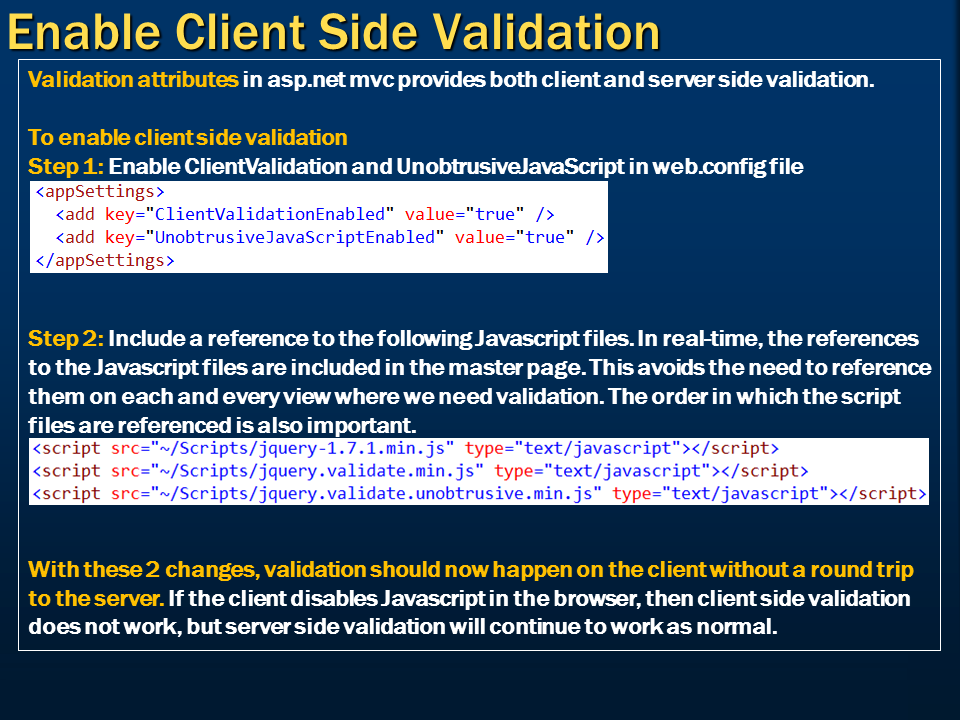 Enable Client Side Validation
Validation attributes in asp.net mvc provides both client and server side validation.
To enable client side validation
Step 1: Enable ClientValidation and UnobtrusiveJavaScript in web.config file
<appSettings>
  <add key="ClientValidationEnabled" value="true" />
  <add key="UnobtrusiveJavaScriptEnabled" value="true" />
</appSettings>
Step 2: Include a reference to the following Javascript files. In real-time, the references
to the Javascript files are included in the master page. This avoids the need to reference
them on each and every view where we need validation. The order in which the script
files are referenced is also important.
<script src="~/Scripts/jquery-1.7.1.min.js" type="text/javascript"></script>
<script src="~/Scripts/jquery.validate.min.js" type="text/javascript"></script>
<script src="~/Scripts/jquery.validate.unobtrusive.min.js" type="text/javascript"></script>
With these 2 changes, validation should now happen on the client without a round trip
to the server. If the client disables Javascript in the browser, then client side validation
does not work, but server side validation will continue to work as normal.